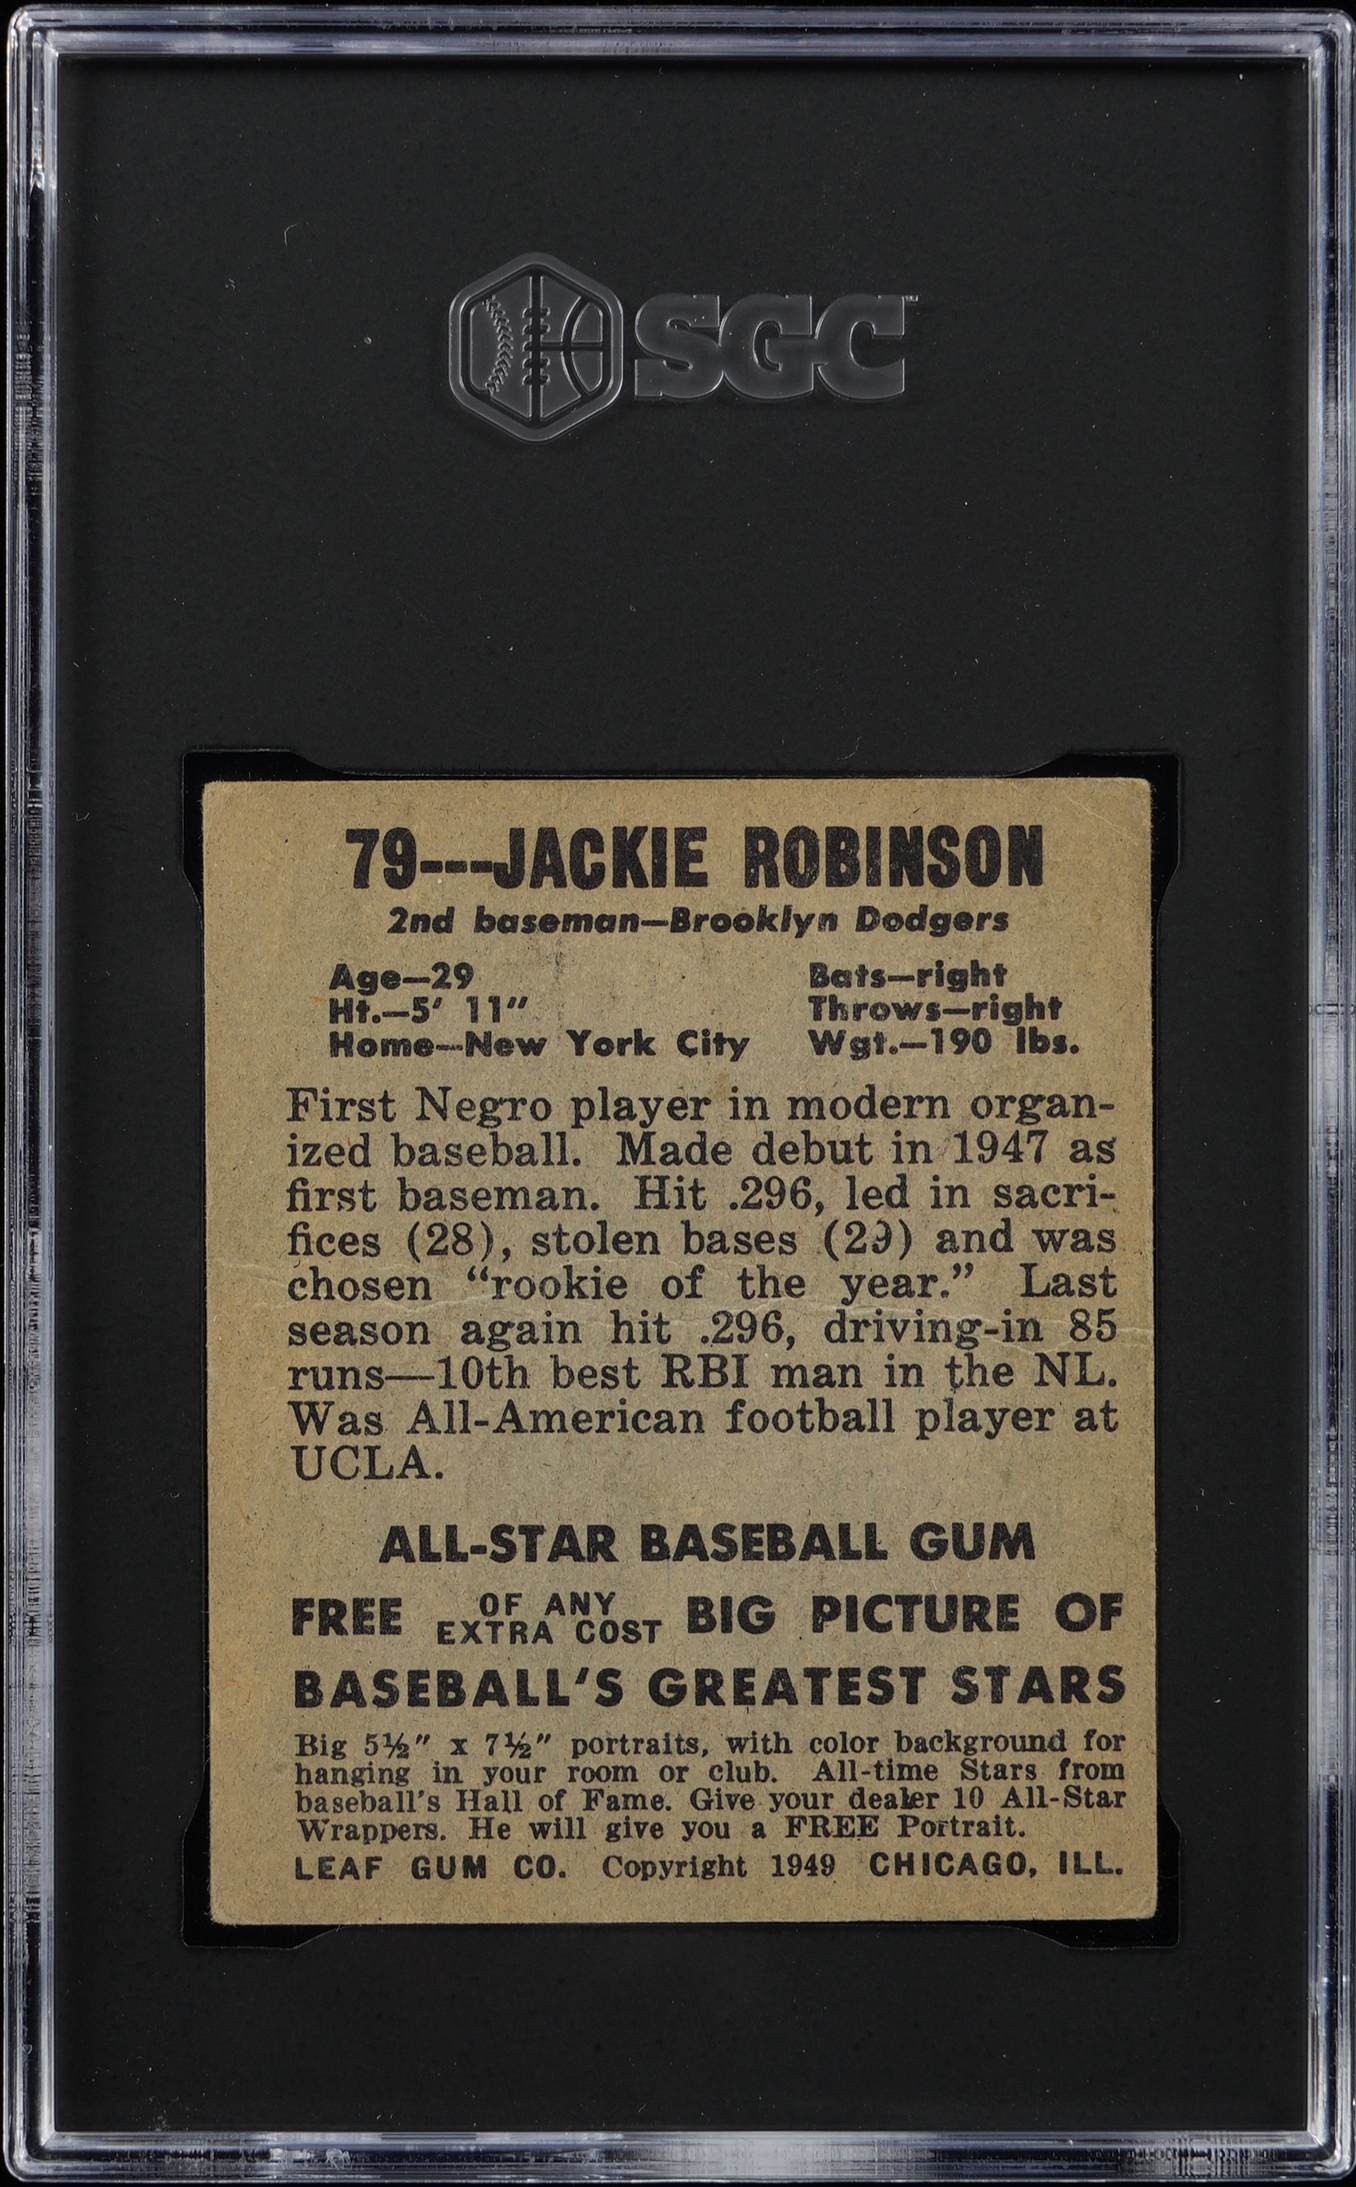 SGC™
79---JACKIE ROBINSON
2nd baseman—Brooklyn Dodgers
Age—29 Bats—right
Ht.—5' 11" Throws—right
Home—New York City Wgt.—190 lbs.
First Negro player in modern organ-
ized baseball. Made debut in 1947 as
first baseman. Hit .296, led in sacri-
fices (28), stolen bases (29) and was
chosen “rookie of the year.” Last
season again hit .296, driving-in 85
runs—10th best RBI man in the NL.
Was All-American football player at
UCLA.
ALL-STAR BASEBALL GUM
FREE OF ANY EXTRA COST BIG PICTURE OF
BASEBALL'S GREATEST STARS
Big 5½" x 7½" portraits, with color background for
hanging in your room or club. All-time Stars from
baseball's Hall of Fame. Give your dealer 10 All-Star
Wrappers. He will give you a FREE Portrait.
LEAF GUM CO. Copyright 1949 CHICAGO, ILL.